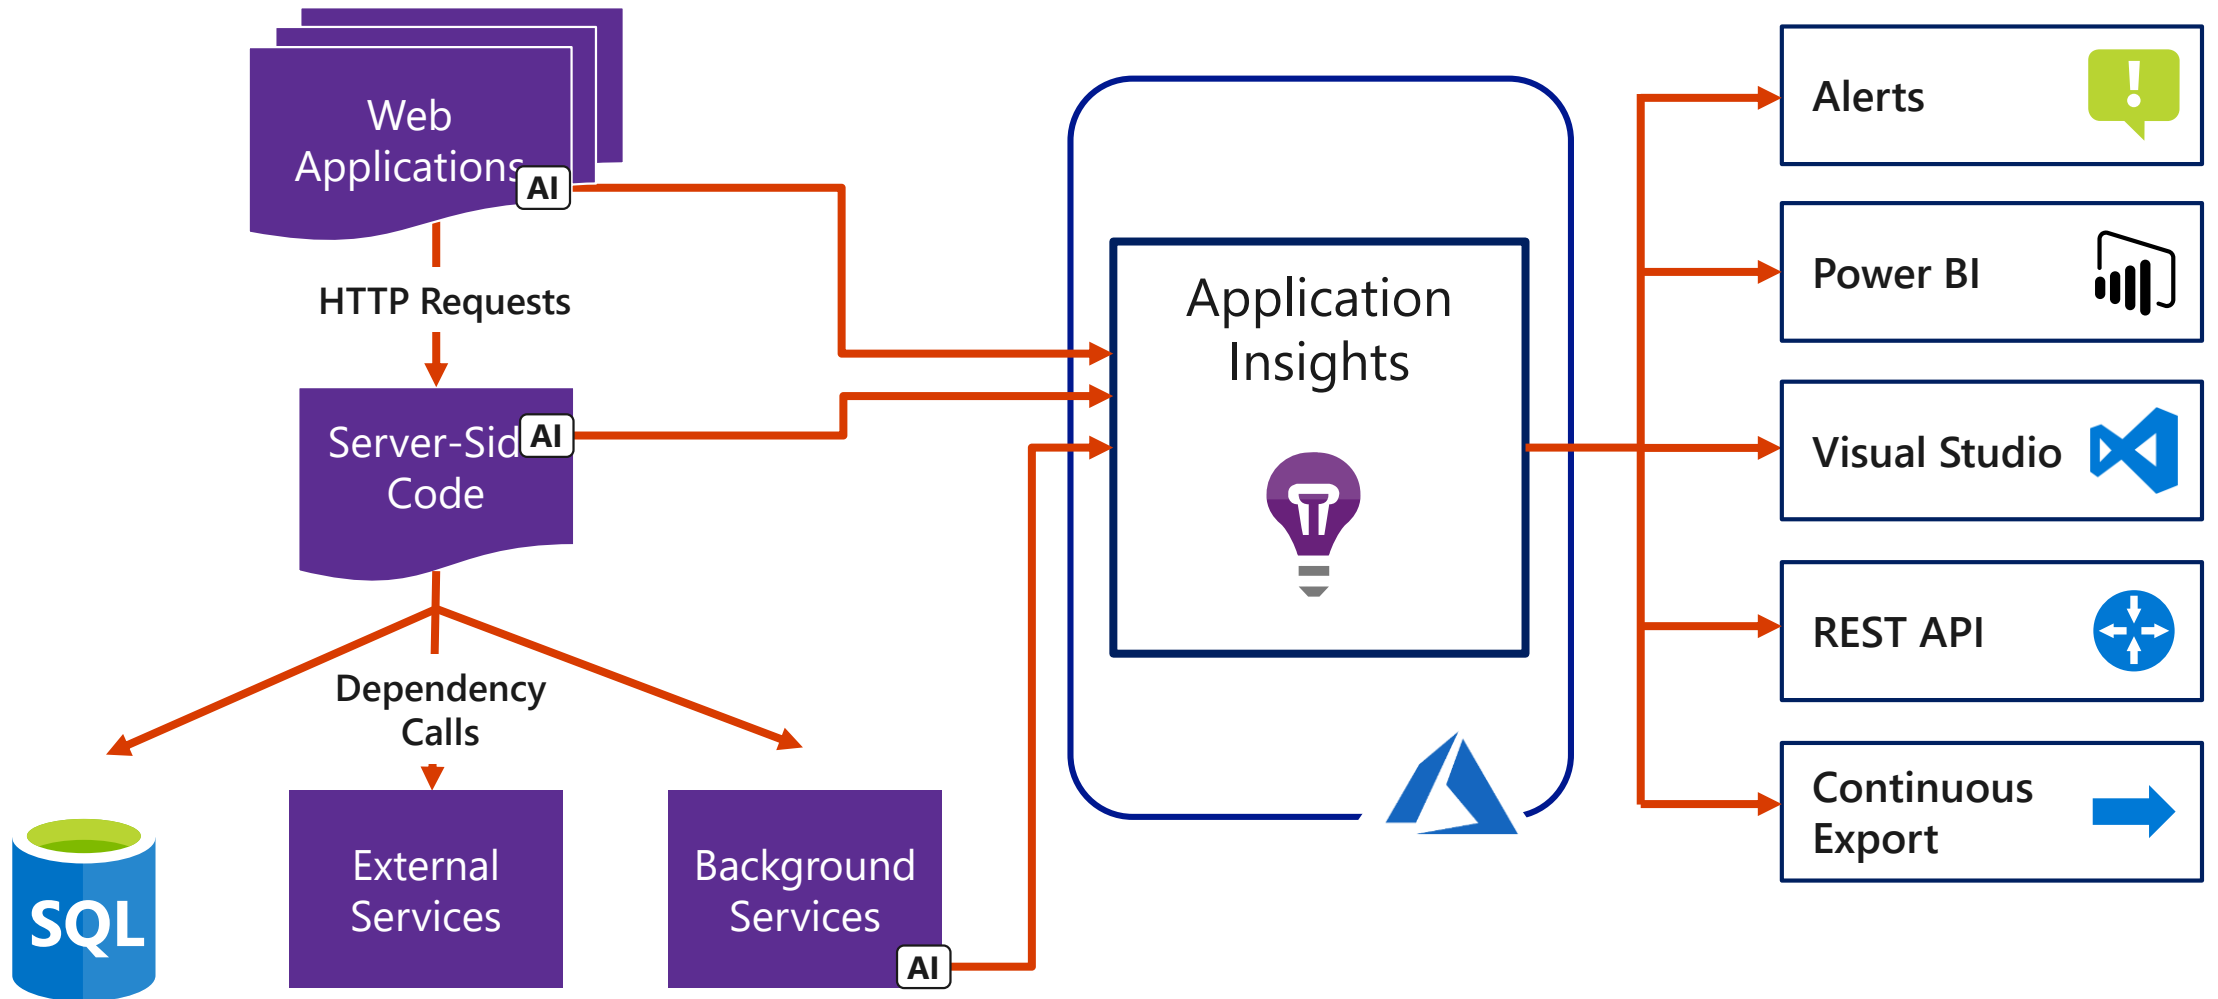 Web
Applications
AI
HTTP Requests
Server-Sid
AI
Code
Dependency
Calls
SQL
External
Services
Background
Services
AI
Application
Insights
Alerts
Power BI
Visual Studio
REST API
Continuous
Export